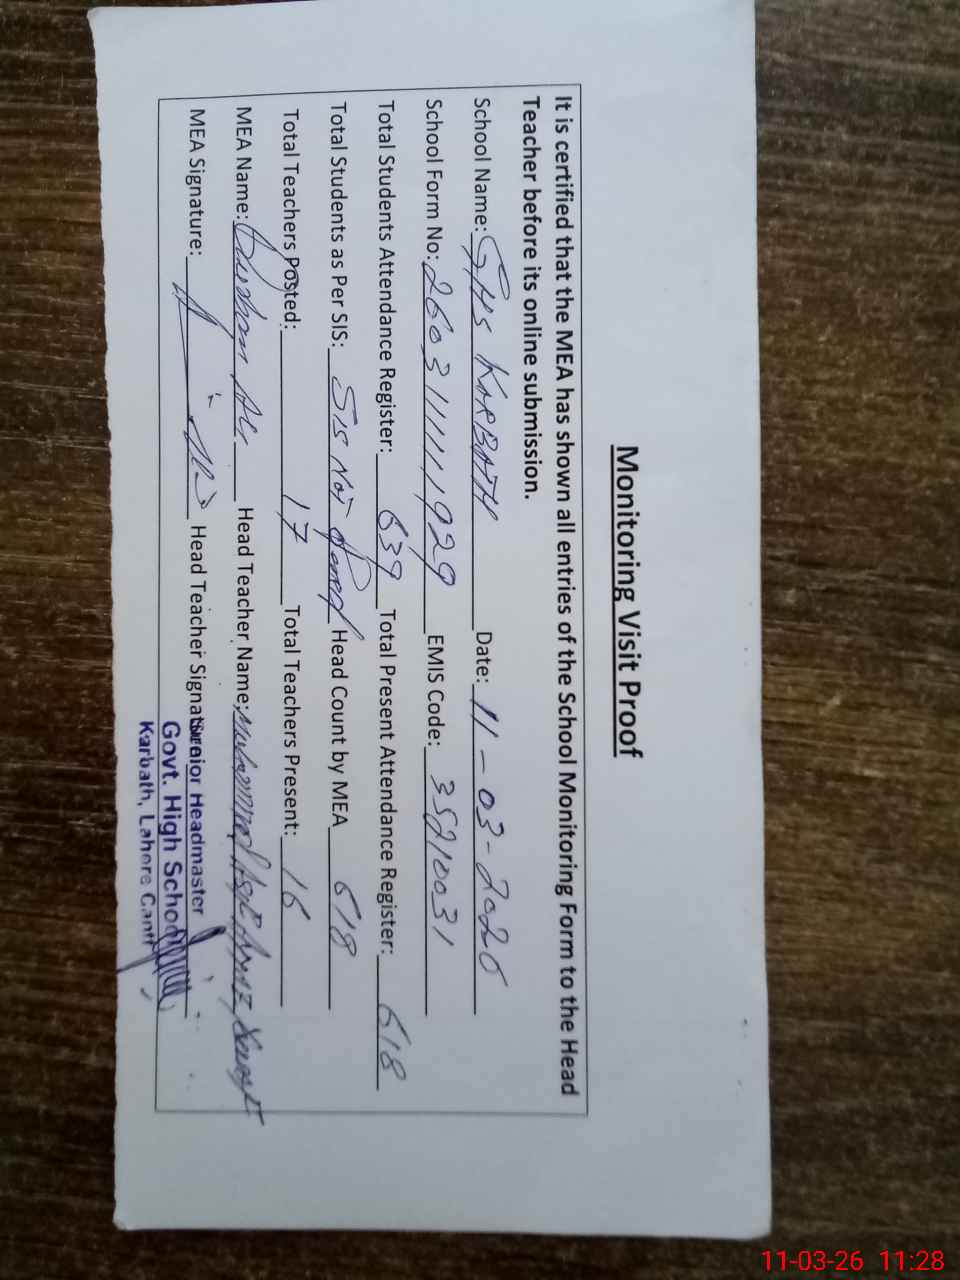 Monitoring Visit Proof
It is certified that the MEA has shown all entries of the School Monitoring Form to the Head
Teacher before its online submission.
School Name: GHS KARBATH Date: 11-03-2026
School Form No: 260311111929 EMIS Code: 35210031
Total Students Attendance Register: 639 Total Present Attendance Register: 618
Total Students as Per SIS: SIS Not Head Count by MEA 618
Total Teachers Posted: 17 Total Teachers Present: 16
MEA Name: Ali Head Teacher Name: Muhammad
MEA Signature: Head Teacher Signature
Senior Headmaster
Govt. High School
Karbath, Lahore Cantt
11-03-26 11:28